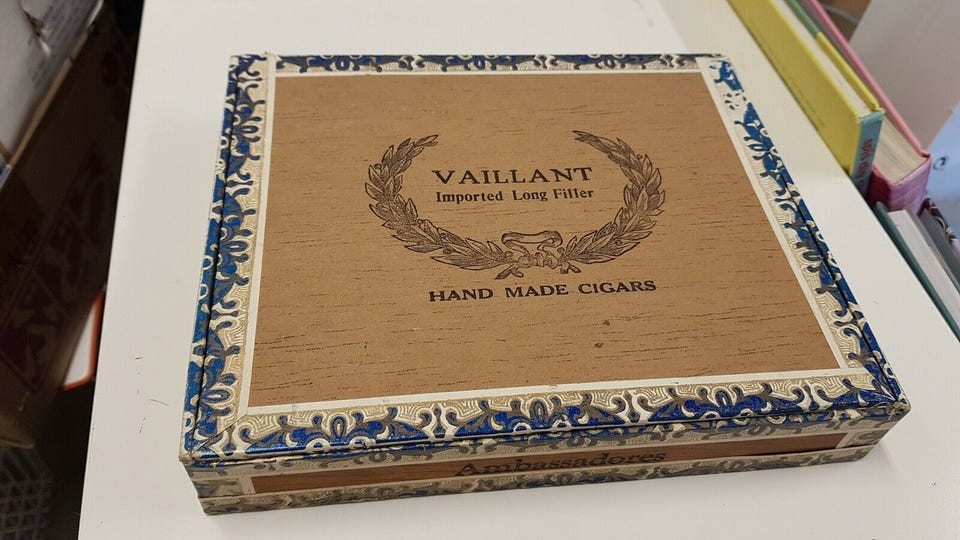 VAILLANT
Imported Long Filler
HAND MADE CIGARS
Ambassadores